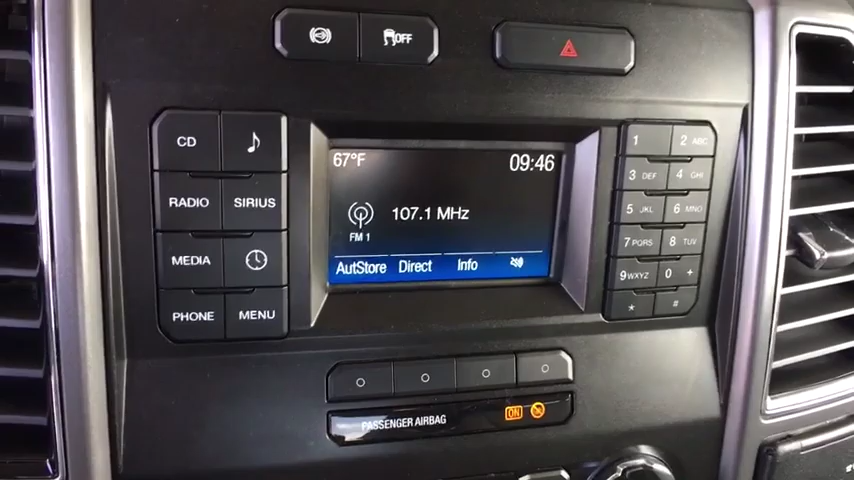 OFF
CD
RADIO
SIRIUS
MEDIA
PHONE
MENU
67°F
09:46
107.1 MHz
FM 1
AutStore Direct Info
1
2 ABC
3 DEF
4 GHI
5 JKL
6 MNO
7 PQRS
8 TUV
9 WXYZ
0 +
* #
PASSENGER AIRBAG
ON